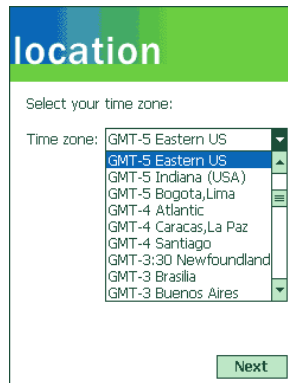 location
Select your time zone:
Time zone: GMT-5 Eastern US
GMT-5 Eastern US
GMT-5 Indiana (USA)
GMT-5 Bogota,Lima
GMT-4 Atlantic
GMT-4 Caracas,La Paz
GMT-4 Santiago
GMT-3:30 Newfoundland
GMT-3 Brasilia
GMT-3 Buenos Aires
Next